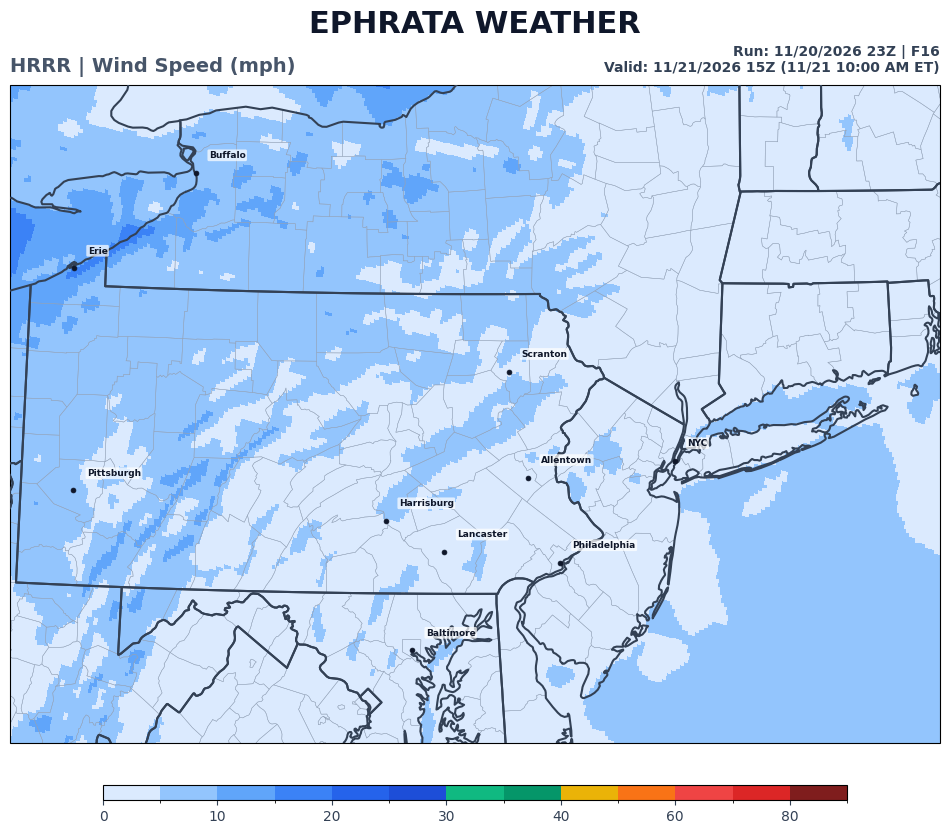 EPHRATA WEATHER
HRRR | Wind Speed (mph)
Run: 11/20/2026 23Z | F16
Valid: 11/21/2026 15Z (11/21 10:00 AM ET)
Buffalo
Erie
Scranton
NYC
Allentown
Pittsburgh
Harrisburg
Lancaster
Philadelphia
Baltimore
0 10 20 30 40 50 60 70 80